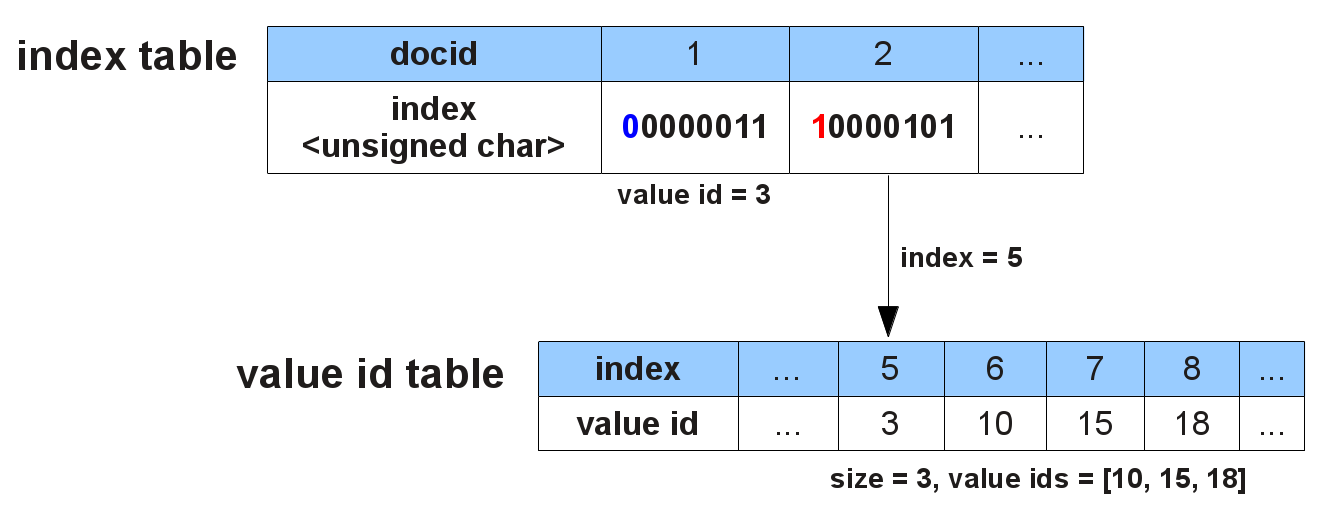 index table
docid 1 2 ...
index
<unsigned char> 00000011 10000101 ...
value id = 3
index = 5
value id table
index ... 5 6 7 8 ...
value id ... 3 10 15 18 ...
size = 3, value ids = [10, 15, 18]